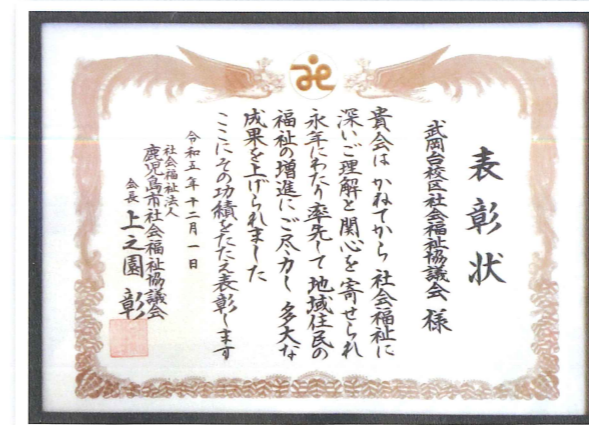 表彰状
武岡台校区社会福祉協議会 様
貴会は かねてから 社会福祉に
深いご理解と関心を寄せられ
永年にわたり 率先して 地域住民の
福祉の増進に ご尽力し 多大な
成果を上げられました
ここにその功績をたたえ表彰します
令和五年十二月一日
社会福祉法人
鹿児島市社会福祉協議会
会長 上之園 彰